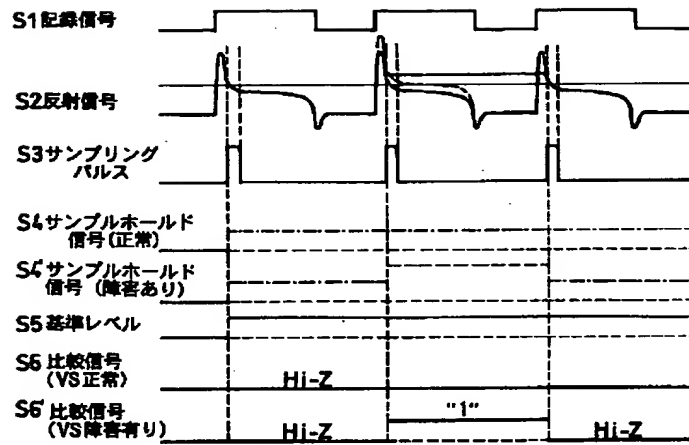 S1記録信号
S2反射信号
S3サンプリング
パルス
S4サンプルホールド
信号(正常)
S4'サンプルホールド
信号(障害あり)
S5基準レベル
S6 比較信号
(VS正常)
Hi-Z
S6' 比較信号
(VS障害有り)
Hi-Z
"1"
Hi-Z